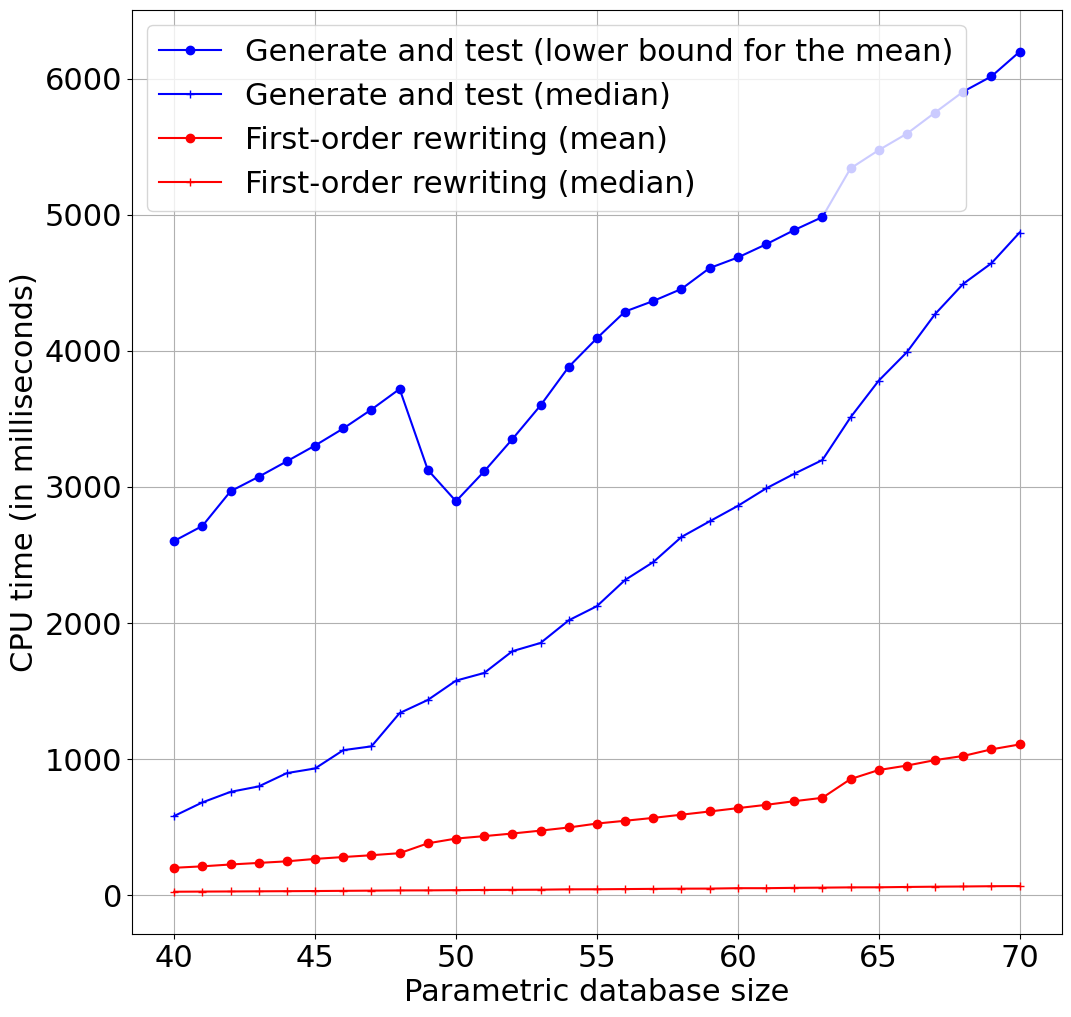 Generate and test (lower bound for the mean)
Generate and test (median)
First-order rewriting (mean)
First-order rewriting (median)
6000
5000
4000
3000
2000
1000
0
CPU time (in milliseconds)
40 45 50 55 60 65 70
Parametric database size